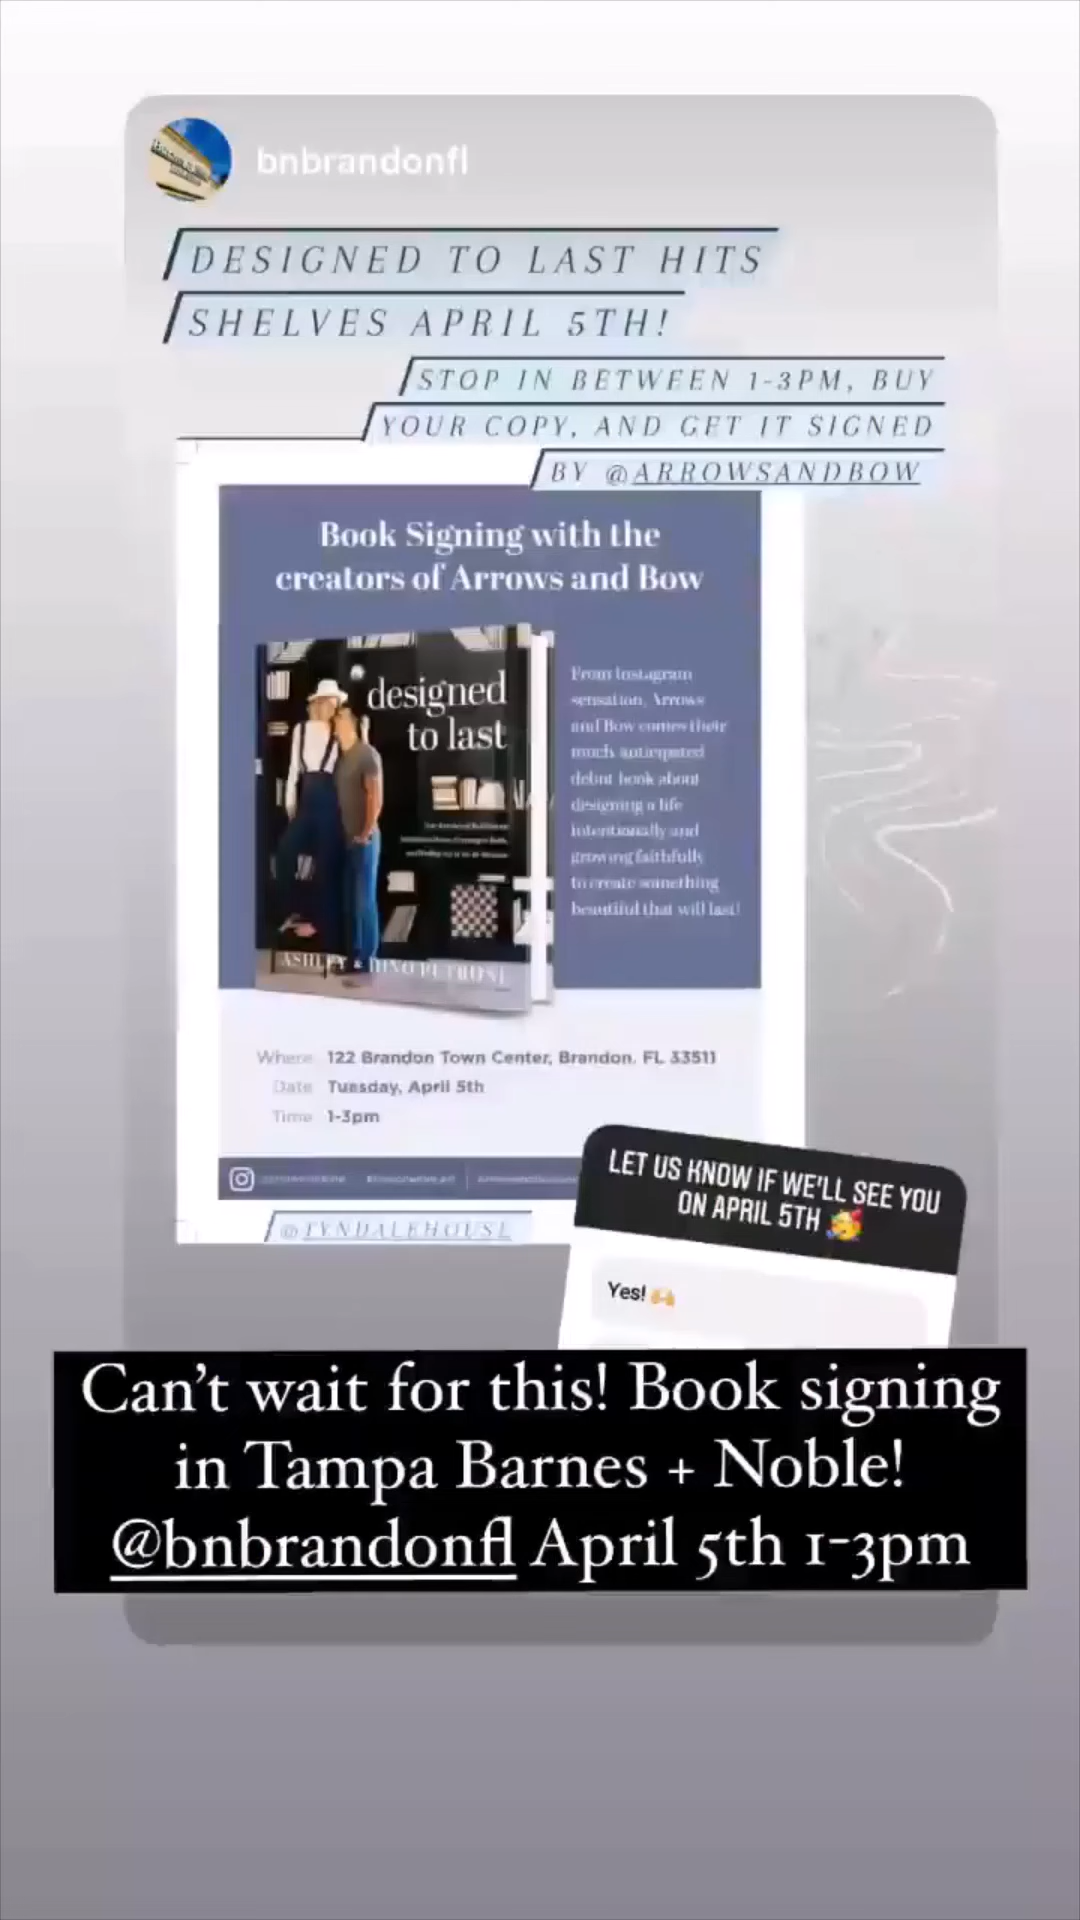 bnbrandonfl
DESIGNED TO LAST HITS
SHELVES APRIL 5TH!
STOP IN BETWEEN 1-3PM, BUY
YOUR COPY, AND GET IT SIGNED
BY @ARROWSANDBOW
Book Signing with the
creators of Arrows and Bow
designed
to last
From Instagram
sensation, Arrows
and Bow comes their
much anticipated
debut book about
designing a life
intentionally and
growing faithfully
to create something
beautiful that will last!
ASHLEY & DINO PETRONE
Where 122 Brandon Town Center, Brandon, FL 33511
Date Tuesday, April 5th
Time 1-3pm
@TYNDALEHOUSE
LET US KNOW IF WE'LL SEE YOU
ON APRIL 5TH 🥳
Yes! 🙌
Can't wait for this! Book signing
in Tampa Barnes + Noble!
@bnbrandonfl April 5th 1-3pm